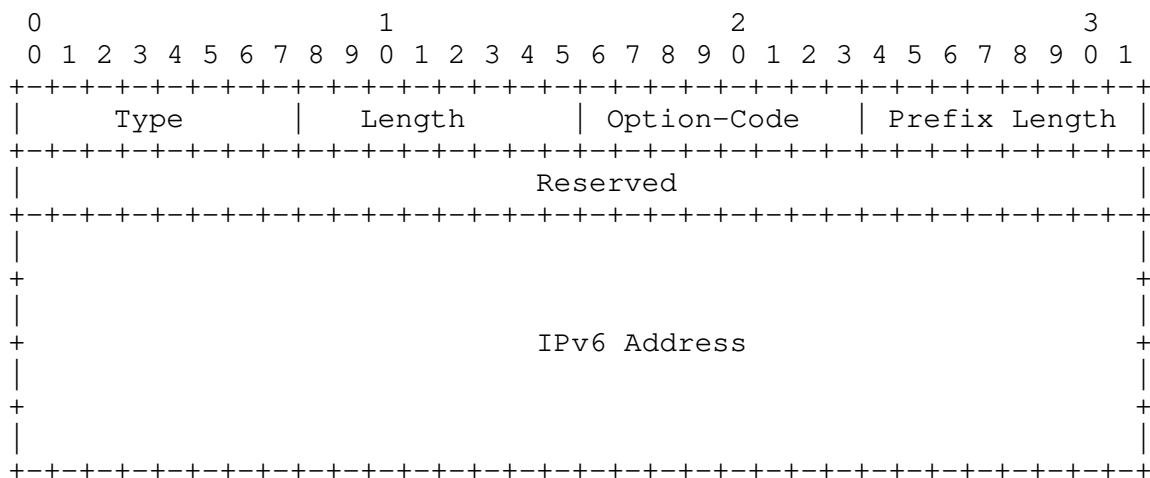 0                   1                   2                   3
0 1 2 3 4 5 6 7 8 9 0 1 2 3 4 5 6 7 8 9 0 1 2 3 4 5 6 7 8 9 0 1
+-+-+-+-+-+-+-+-+-+-+-+-+-+-+-+-+-+-+-+-+-+-+-+-+-+-+-+-+-+-+-+-+
| Type | Length | Option-Code | Prefix Length |
+-+-+-+-+-+-+-+-+-+-+-+-+-+-+-+-+-+-+-+-+-+-+-+-+-+-+-+-+-+-+-+-+
| Reserved |
+-+-+-+-+-+-+-+-+-+-+-+-+-+-+-+-+-+-+-+-+-+-+-+-+-+-+-+-+-+-+-+-+
| |
+ +
| |
+ IPv6 Address +
| |
+ +
| |
+-+-+-+-+-+-+-+-+-+-+-+-+-+-+-+-+-+-+-+-+-+-+-+-+-+-+-+-+-+-+-+-+